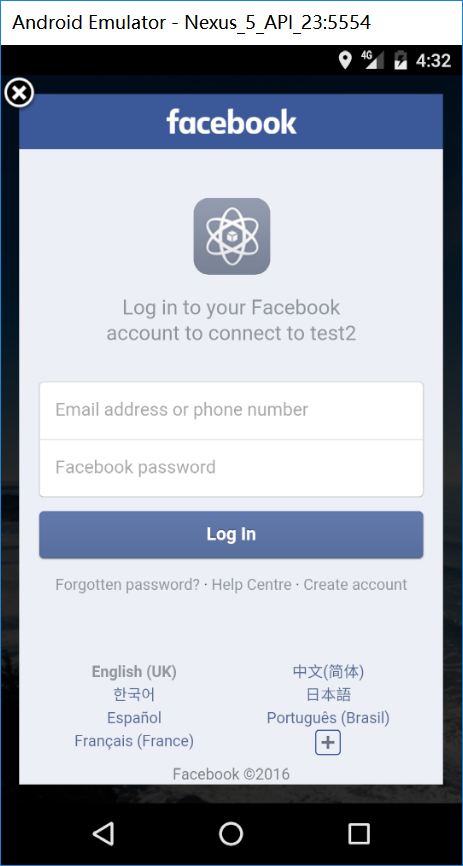 Android Emulator - Nexus_5_API_23:5554
4G 4:32
facebook
Log in to your Facebook
account to connect to test2
Email address or phone number
Facebook password
Log In
Forgotten password? · Help Centre · Create account
English (UK) 中文(简体)
한국어 日本語
Español Português (Brasil)
Français (France)
Facebook ©2016